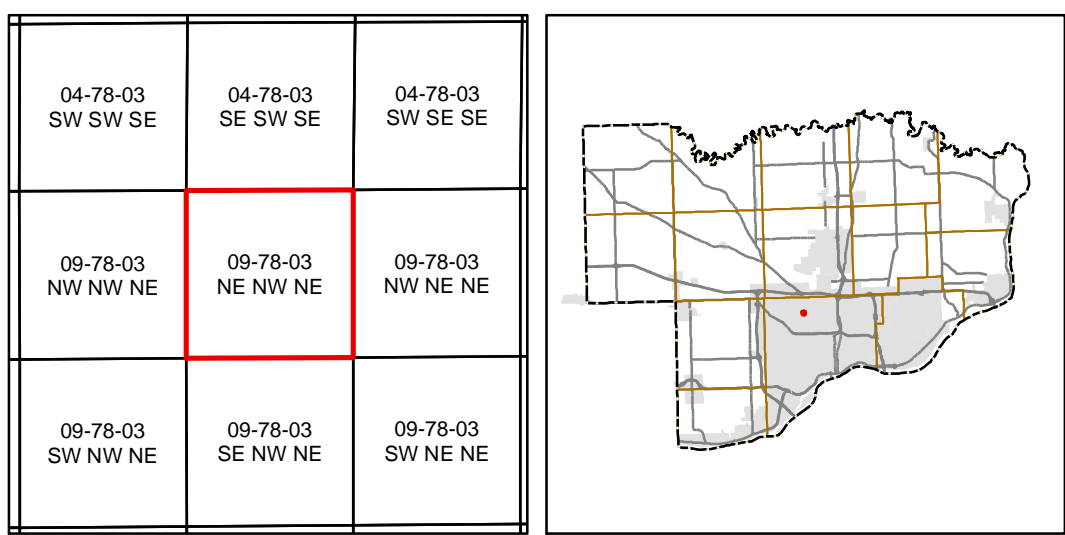 04-78-03
SW SW SE
04-78-03
SE SW SE
04-78-03
SW SE SE
09-78-03
NW NW NE
09-78-03
NE NW NE
09-78-03
NW NE NE
09-78-03
SW NW NE
09-78-03
SE NW NE
09-78-03
SW NE NE